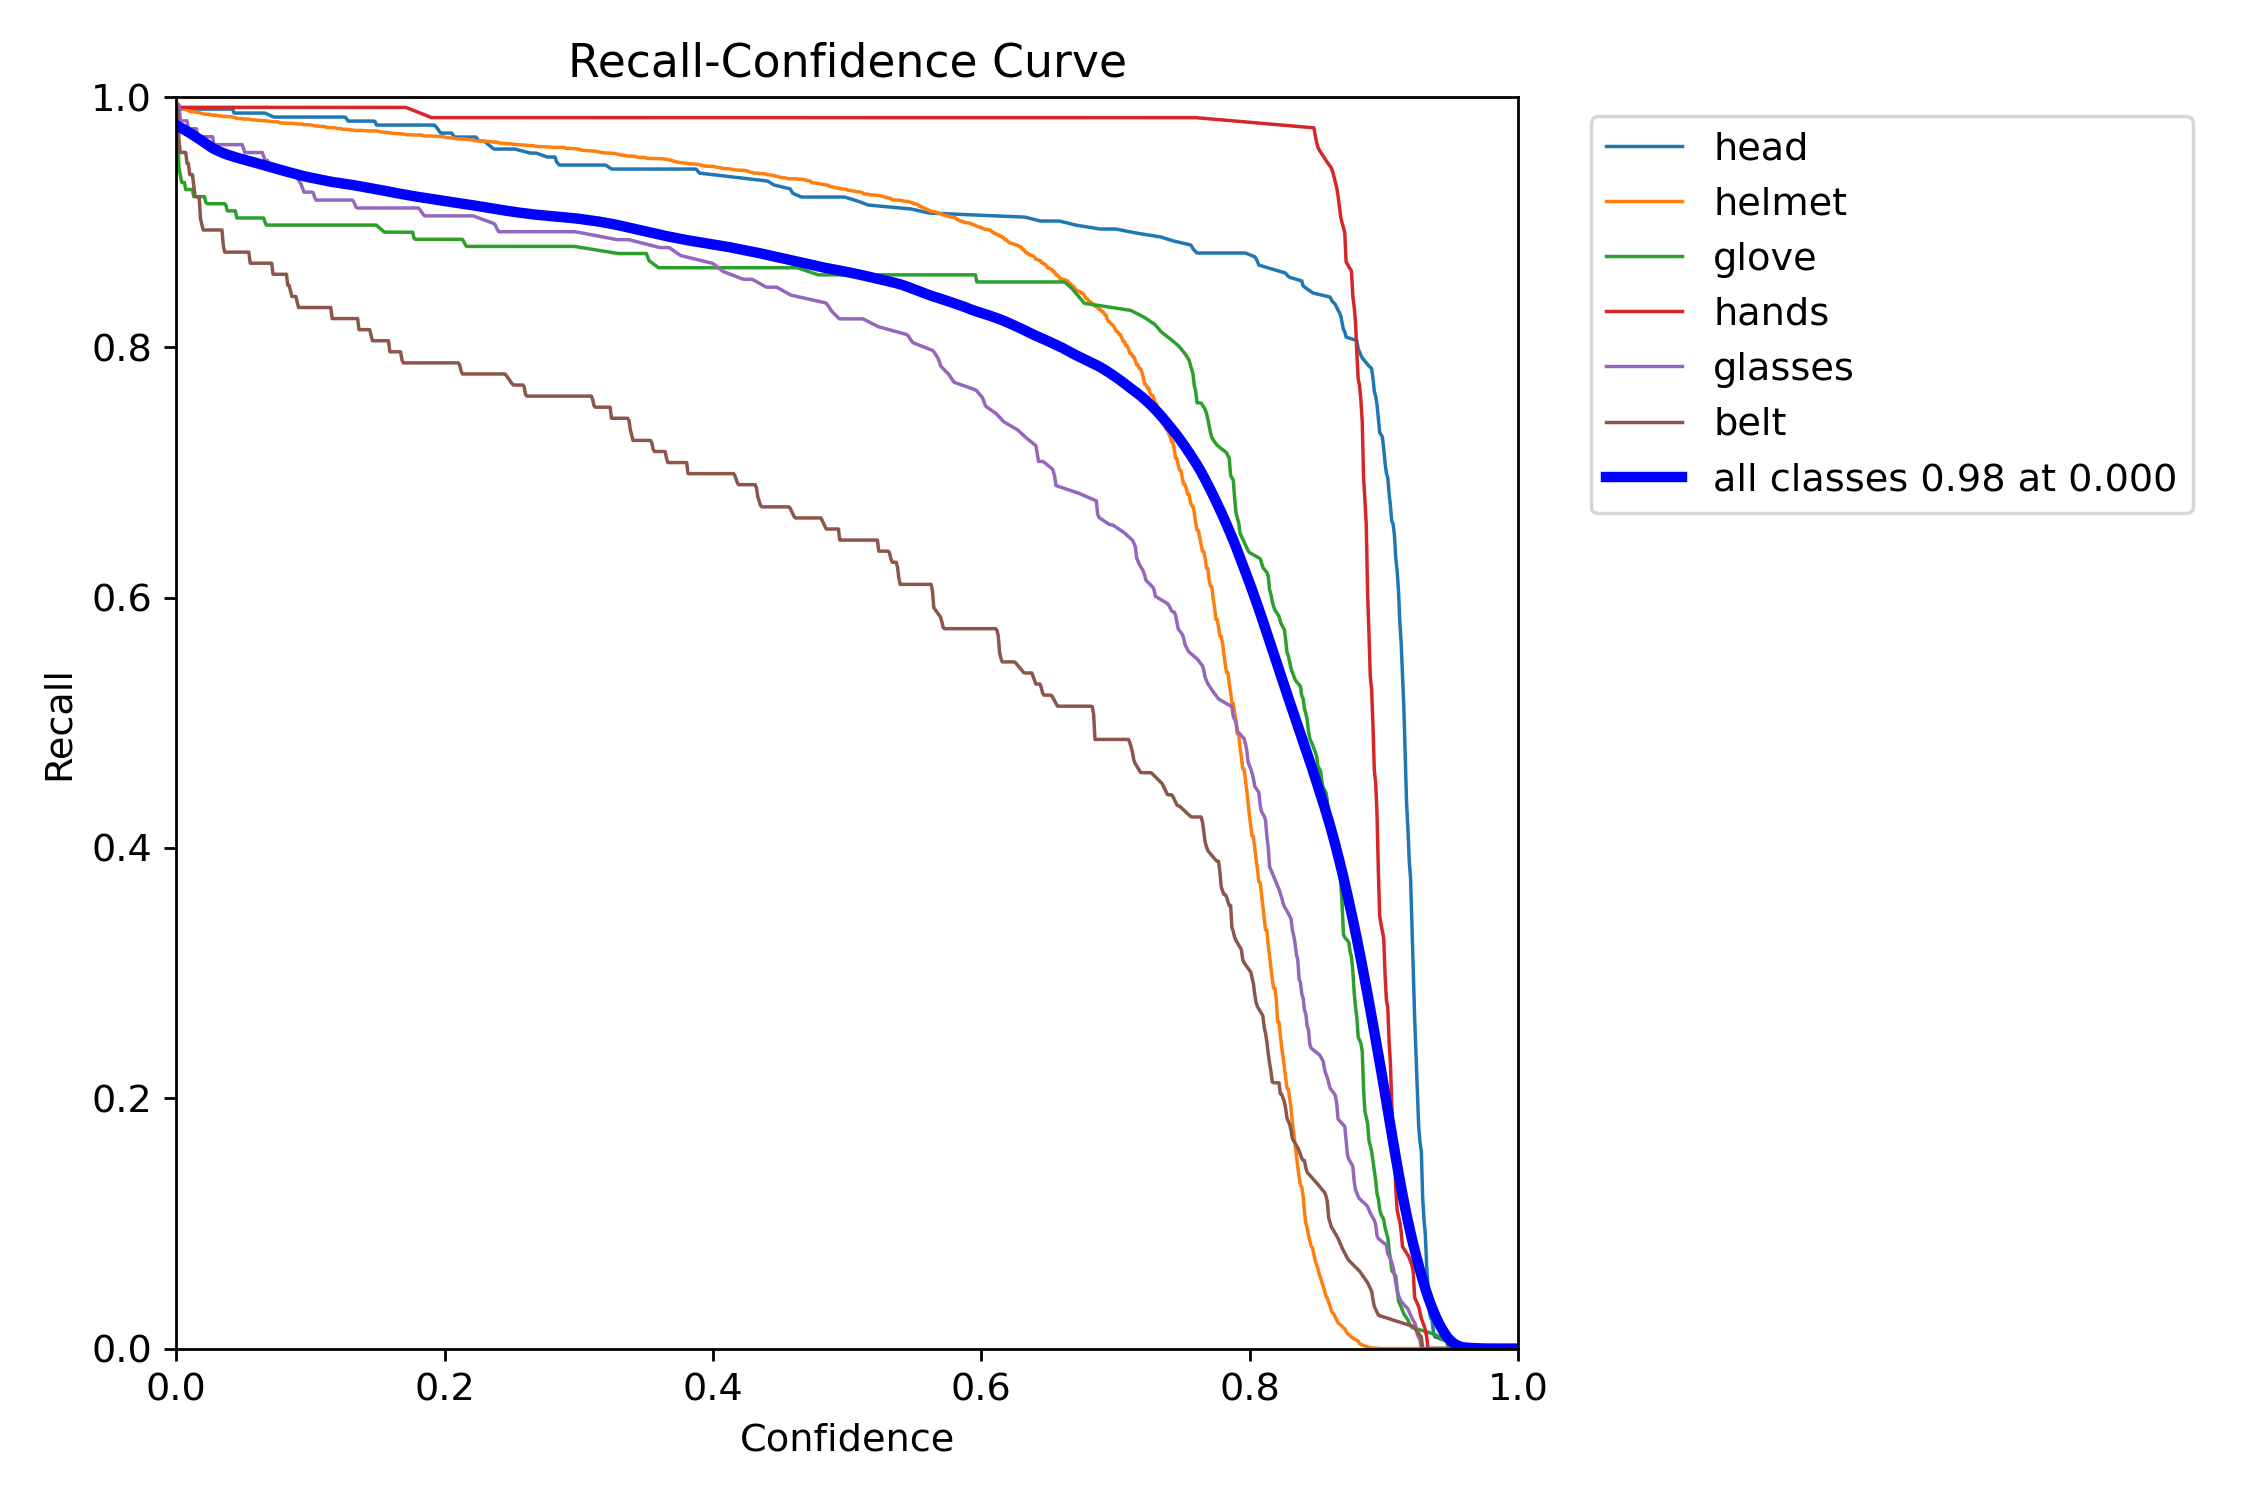 Recall-Confidence Curve
1.0
0.8
0.6
0.4
0.2
0.0
Recall
0.0 0.2 0.4 0.6 0.8 1.0
Confidence
head
helmet
glove
hands
glasses
belt
all classes 0.98 at 0.000